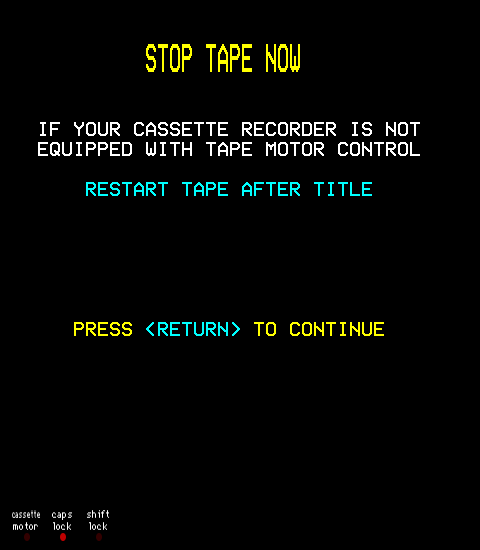 STOP TAPE NOW
IF YOUR CASSETTE RECORDER IS NOT
EQUIPPED WITH TAPE MOTOR CONTROL
RESTART TAPE AFTER TITLE
PRESS <RETURN> TO CONTINUE
cassette motor
caps lock
shift lock